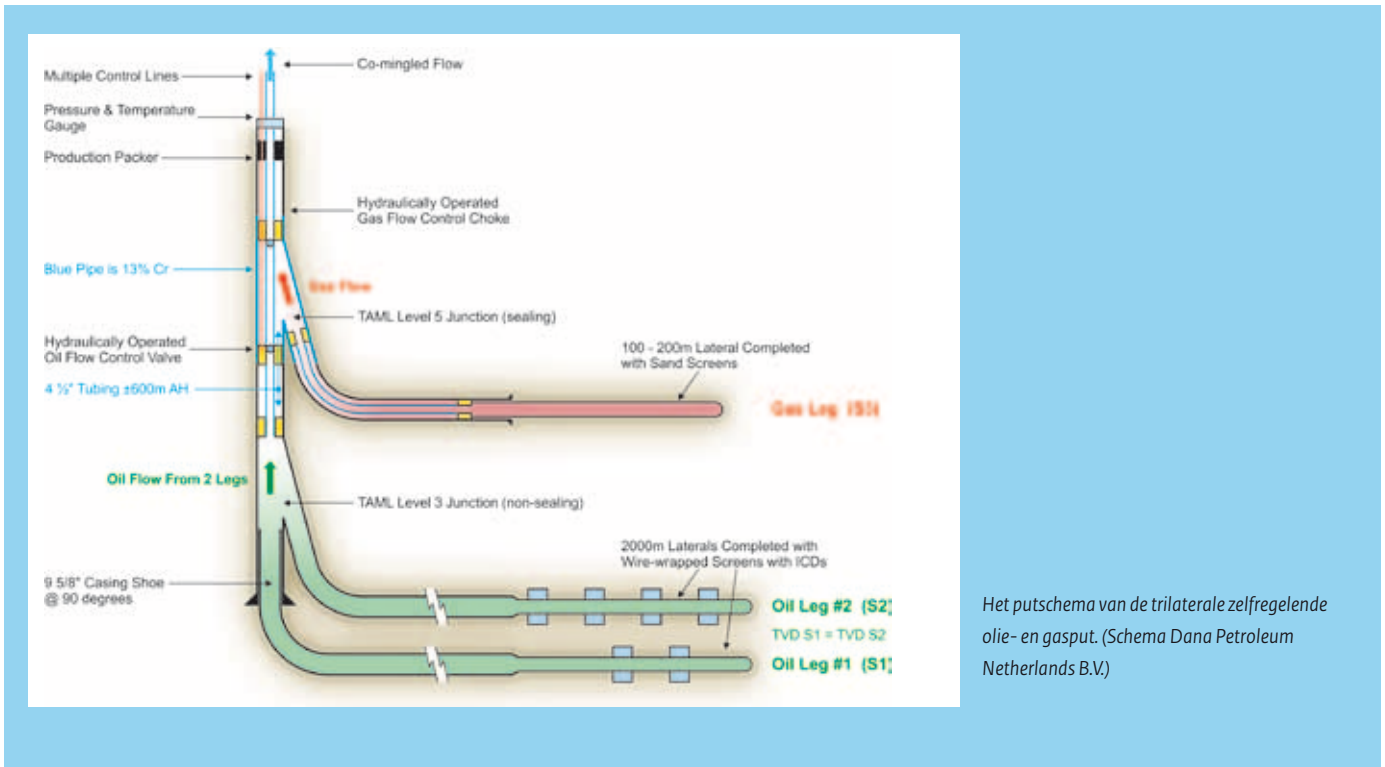 Co-mingled Flow
Multiple Control Lines
Pressure & Temperature
Gauge
Production Packer
Hydraulically Operated
Gas Flow Control Choke
Blue Pipe is 13% Cr
Gas Flow
TAML Level 5 Junction (sealing)
Hydraulically Operated
Oil Flow Control Valve
100 - 200m Lateral Completed
with Sand Screens
4 ½" Tubing ±600m AH
Gas Leg (S3)
Oil Flow From 2 Legs
TAML Level 3 Junction (non-sealing)
2000m Laterals Completed with
Wire-wrapped Screens with ICDs
9 5/8" Casing Shoe
@ 90 degrees
Oil Leg #2 (S2)
TVD S1 = TVD S2
Oil Leg #1 (S1)
Het putschema van de trilaterale zelfregelende
olie- en gasput. (Schema Dana Petroleum
Netherlands B.V.)